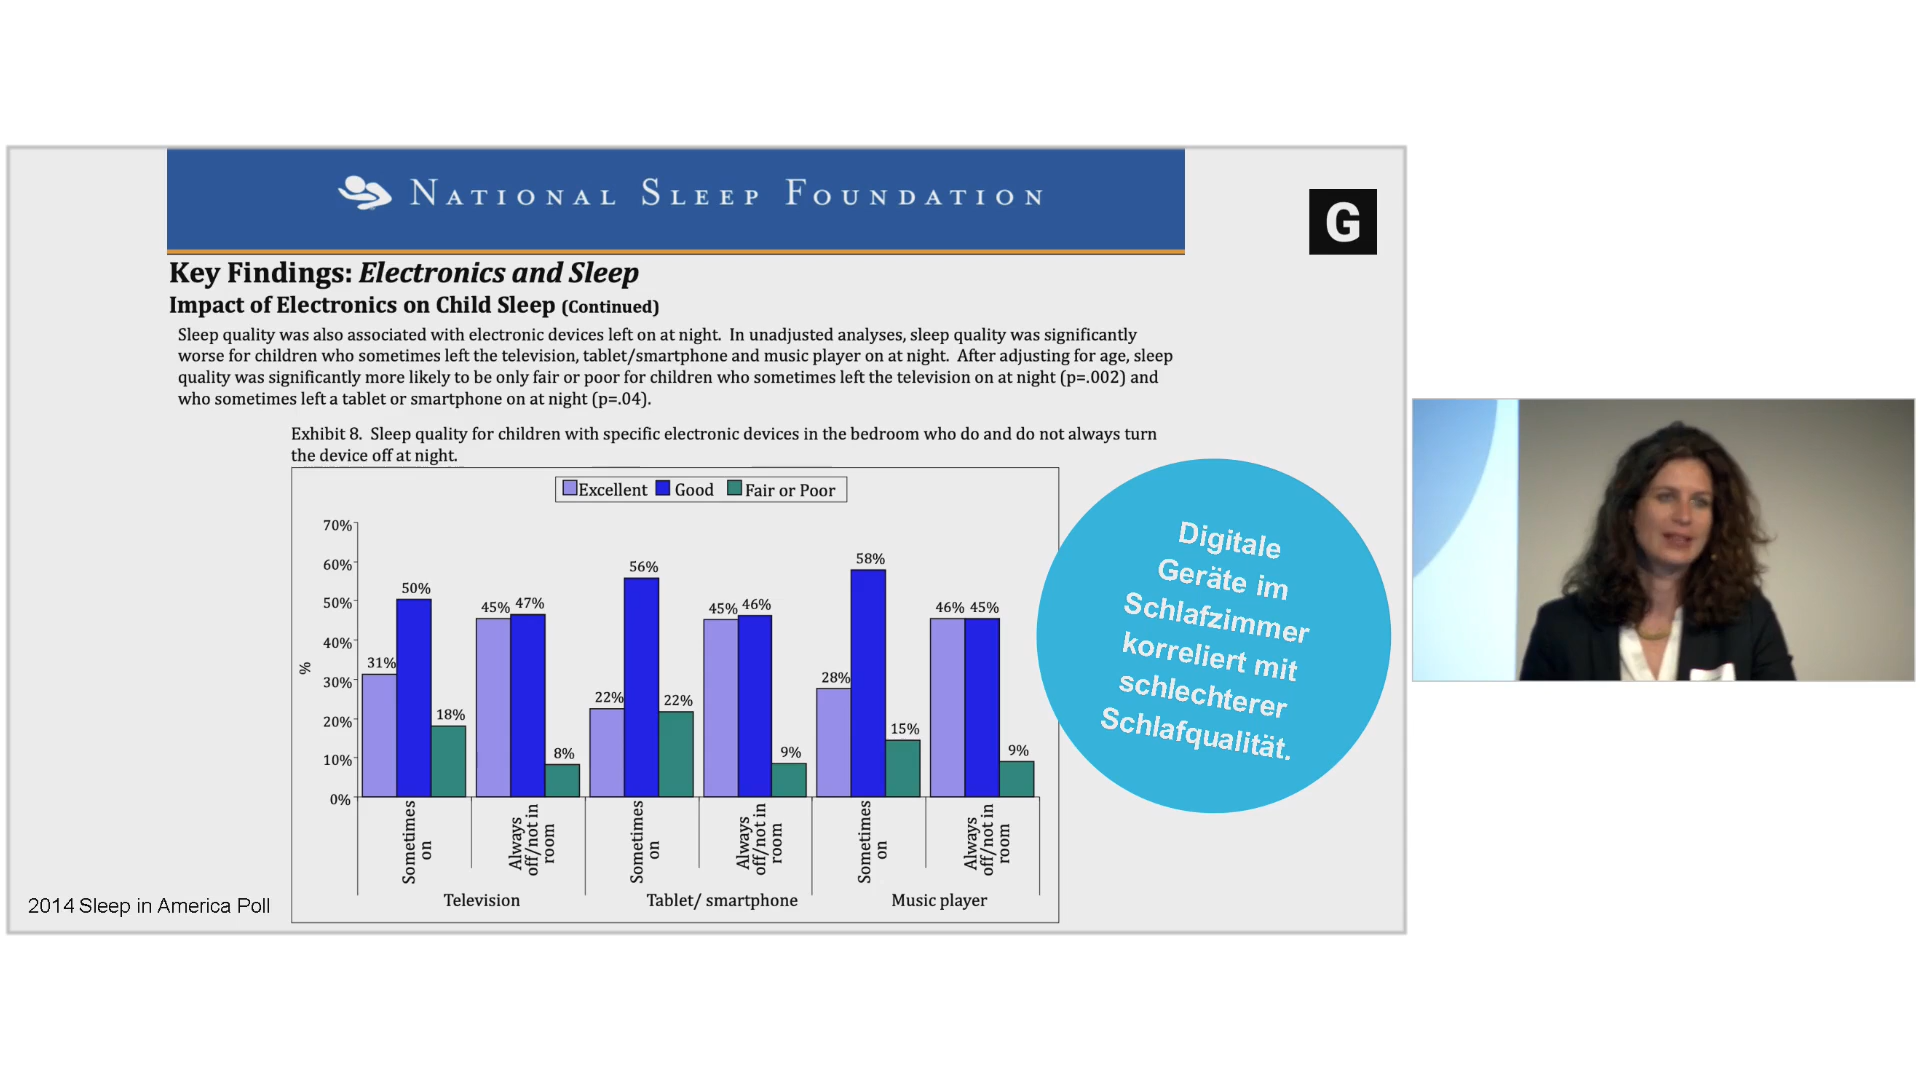 NATIONAL SLEEP FOUNDATION
G
Key Findings: Electronics and Sleep
Impact of Electronics on Child Sleep (Continued)
Sleep quality was also associated with electronic devices left on at night. In unadjusted analyses, sleep quality was significantly
worse for children who sometimes left the television, tablet/smartphone and music player on at night. After adjusting for age, sleep
quality was significantly more likely to be only fair or poor for children who sometimes left the television on at night (p=.002) and
who sometimes left a tablet or smartphone on at night (p=.04).
Exhibit 8. Sleep quality for children with specific electronic devices in the bedroom who do and do not always turn
the device off at night.
Excellent Good Fair or Poor
70%
60%
50%
40%
30%
20%
10%
0%
%
31% 50% 18%
45% 47% 8%
22% 56% 22%
45% 46% 9%
28% 58% 15%
46% 45% 9%
Sometimes
on
Always
off/not in
room
Sometimes
on
Always
off/not in
room
Sometimes
on
Always
off/not in
room
Television
Tablet/ smartphone
Music player
Digitale
Geräte im
Schlafzimmer
korreliert mit
schlechterer
Schlafqualität.
2014 Sleep in America Poll